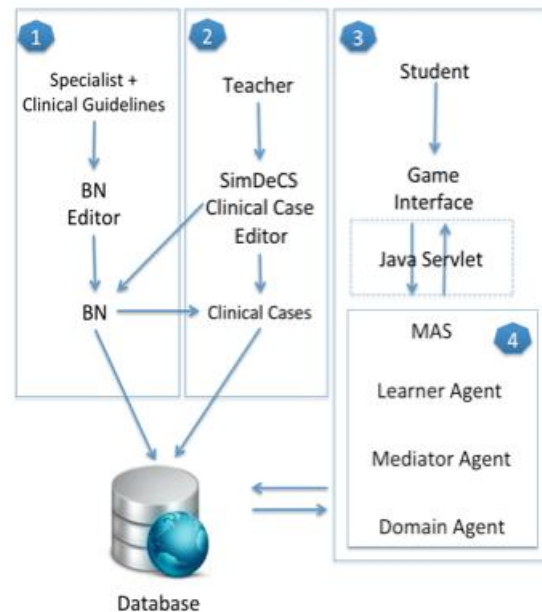 1
Specialist +
Clinical Guidelines
BN
Editor
BN
2
Teacher
SimDeCS
Clinical Case
Editor
Clinical Cases
3
Student
Game
Interface
Java Servlet
4
MAS
Learner Agent
Mediator Agent
Domain Agent
Database